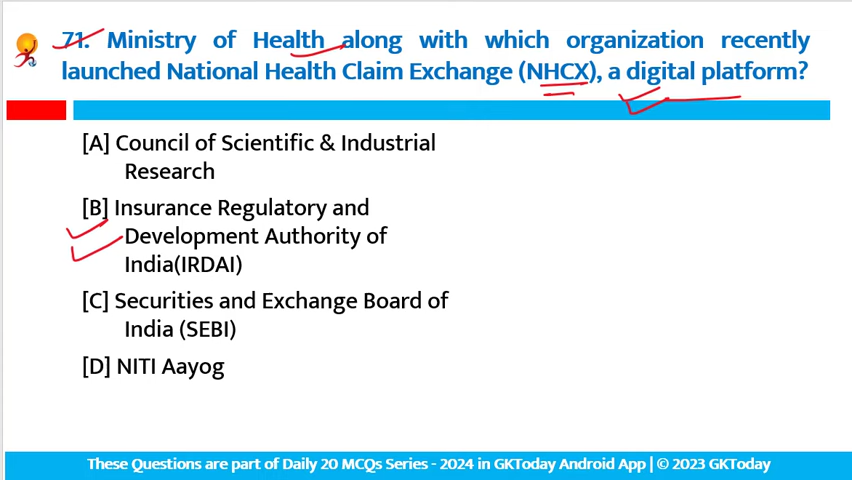 71. Ministry of Health along with which organization recently
launched National Health Claim Exchange (NHCX), a digital platform?
[A] Council of Scientific & Industrial
Research
[B] Insurance Regulatory and
Development Authority of
India(IRDAI)
[C] Securities and Exchange Board of
India (SEBI)
[D] NITI Aayog
These Questions are part of Daily 20 MCQs Series - 2024 in GKToday Android App | © 2023 GKToday